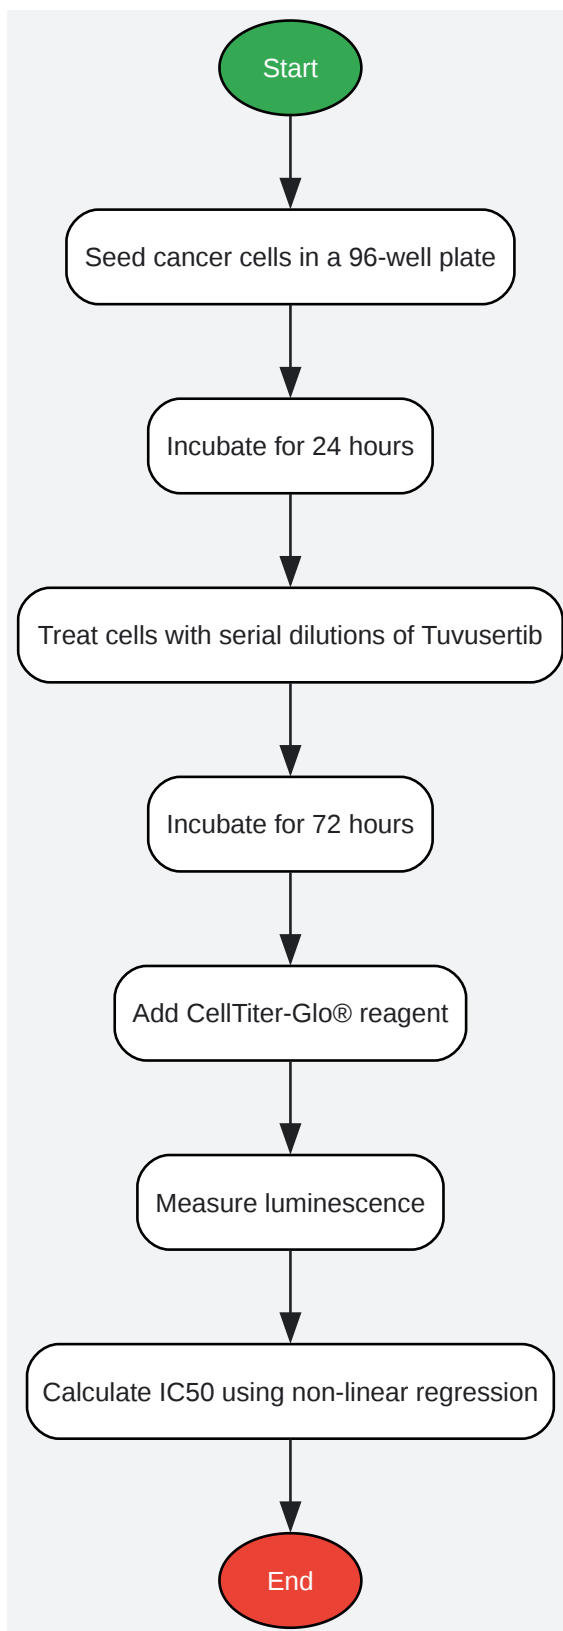 Start
Seed cancer cells in a 96-well plate
Incubate for 24 hours
Treat cells with serial dilutions of Tuvusertib
Incubate for 72 hours
Add CellTiter-Glo® reagent
Measure luminescence
Calculate IC50 using non-linear regression
End